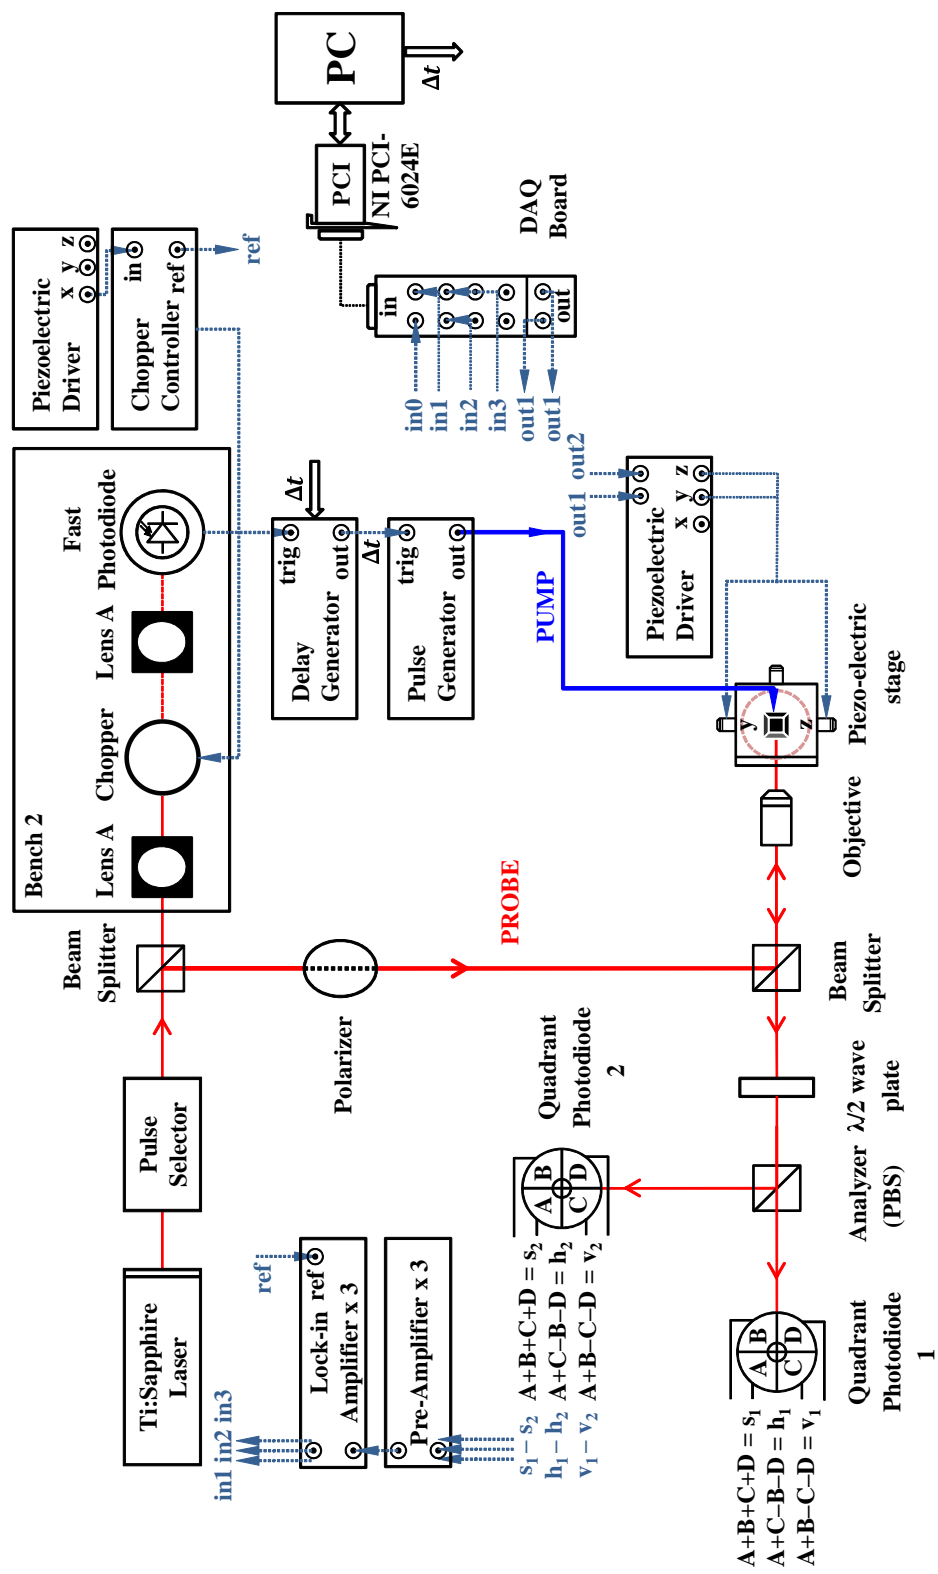 Ti:Sapphire
Laser
Pulse
Selector
Beam
Splitter
Bench 2
Lens A
Chopper
Lens A
Fast
Photodiode
Piezoelectric
Driver
x y z
Chopper
Controller
in
ref
ref
PC
Δt
PCI
NI PCI-
6024E
DAQ
Board
in
out
in0
in1
in2
in3
out1
out1
Δt
Delay
Generator
trig
out
Δt
Pulse
Generator
trig
out
PUMP
out1 out2
Piezoelectric
Driver
x y z
Polarizer
PROBE
in1 in2 in3
ref
Lock-in
Amplifier x 3
ref
Pre-Amplifier x 3
s1 – s2
h1 – h2
v1 – v2
A+B+C+D = s2
A+C–B–D = h2
A+B–C–D = v2
A B
C D
Quadrant
Photodiode
2
y
z
Piezo-electric
stage
Objective
Beam
Splitter
λ/2 wave
plate
Analyzer
(PBS)
A B
C D
Quadrant
Photodiode
1
A+B+C+D = s1
A+C–B–D = h1
A+B–C–D = v1